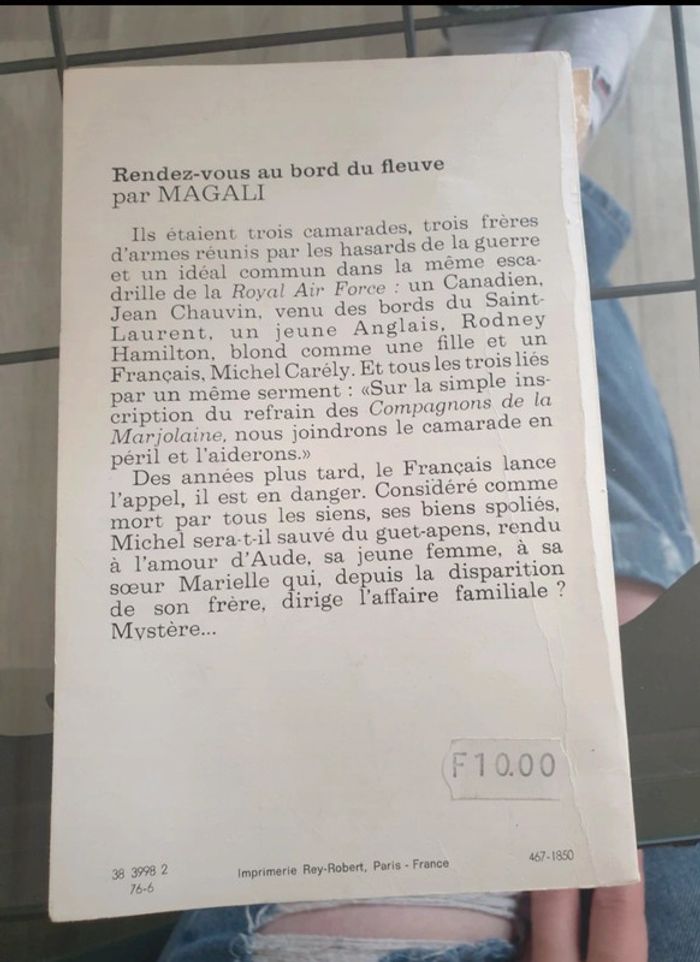 Rendez-vous au bord du fleuve
par MAGALI
Ils étaient trois camarades, trois frères
d'armes réunis par les hasards de la guerre
et un idéal commun dans la même esca-
drille de la Royal Air Force : un Canadien,
Jean Chauvin, venu des bords du Saint-
Laurent, un jeune Anglais, Rodney
Hamilton, blond comme une fille et un
Français, Michel Carély. Et tous les trois liés
par un même serment : «Sur la simple ins-
cription du refrain des Compagnons de la
Marjolaine, nous joindrons le camarade en
péril et l'aiderons.»
Des années plus tard, le Français lance
l'appel, il est en danger. Considéré comme
mort par tous les siens, ses biens spoliés,
Michel sera-t-il sauvé du guet-apens, rendu
à l'amour d'Aude, sa jeune femme, à sa
sœur Marielle qui, depuis la disparition
de son frère, dirige l'affaire familiale ?
Mystère...
F10.00
38 3998 2
76-6
Imprimerie Rey-Robert, Paris - France
467-1850